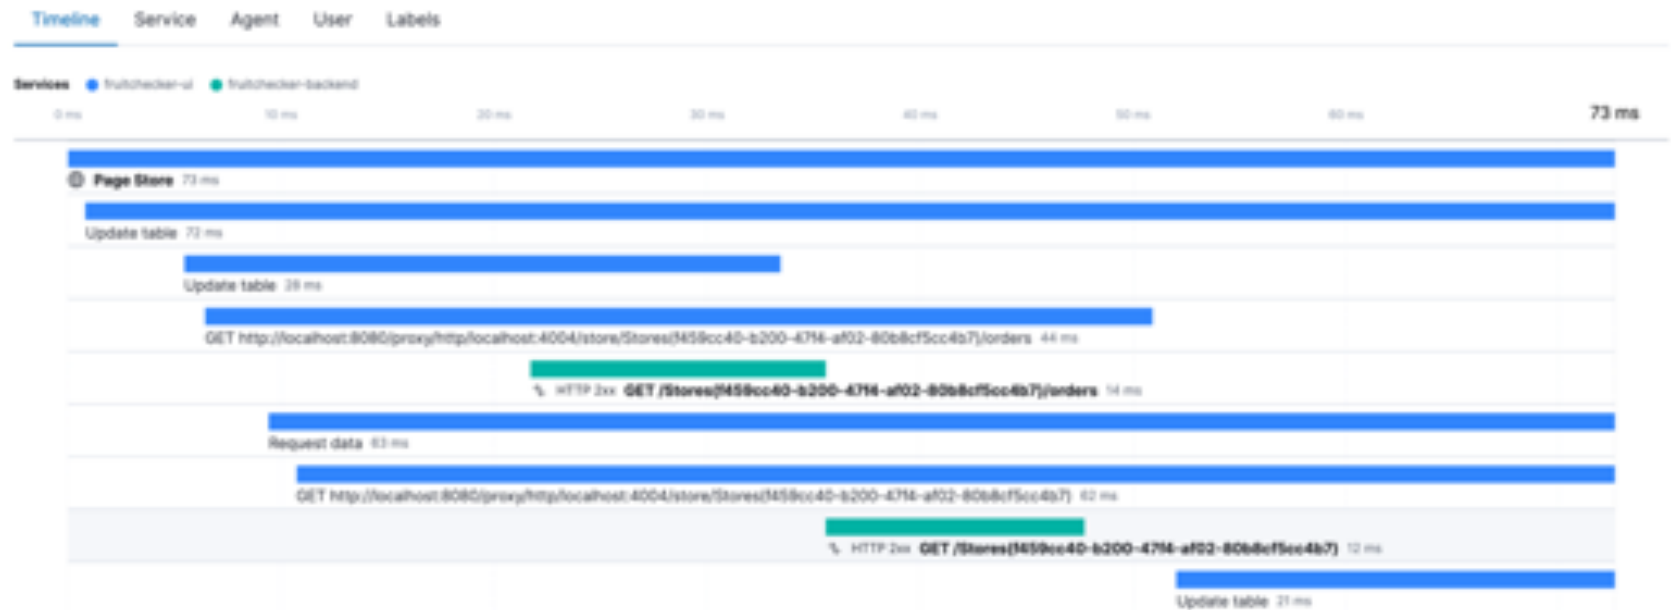 Timeline Service Agent User Labels
Services fruitchecker-ui fruitchecker-backend
0 ms 10 ms 20 ms 30 ms 40 ms 50 ms 60 ms 73 ms
Page Store 73 ms
Update table 72 ms
Update table 28 ms
GET http://localhost:8080/proxy/http/localhost:4004/store/Stores(f459cc40-b200-47f4-af02-80b8cf5cc4b7)/orders 44 ms
HTTP 2xx GET /Stores(f459cc40-b200-47f4-af02-80b8cf5cc4b7)/orders 14 ms
Request data 63 ms
GET http://localhost:8080/proxy/http/localhost:4004/store/Stores(f459cc40-b200-47f4-af02-80b8cf5cc4b7) 62 ms
HTTP 2xx GET /Stores(f459cc40-b200-47f4-af02-80b8cf5cc4b7) 12 ms
Update table 21 ms